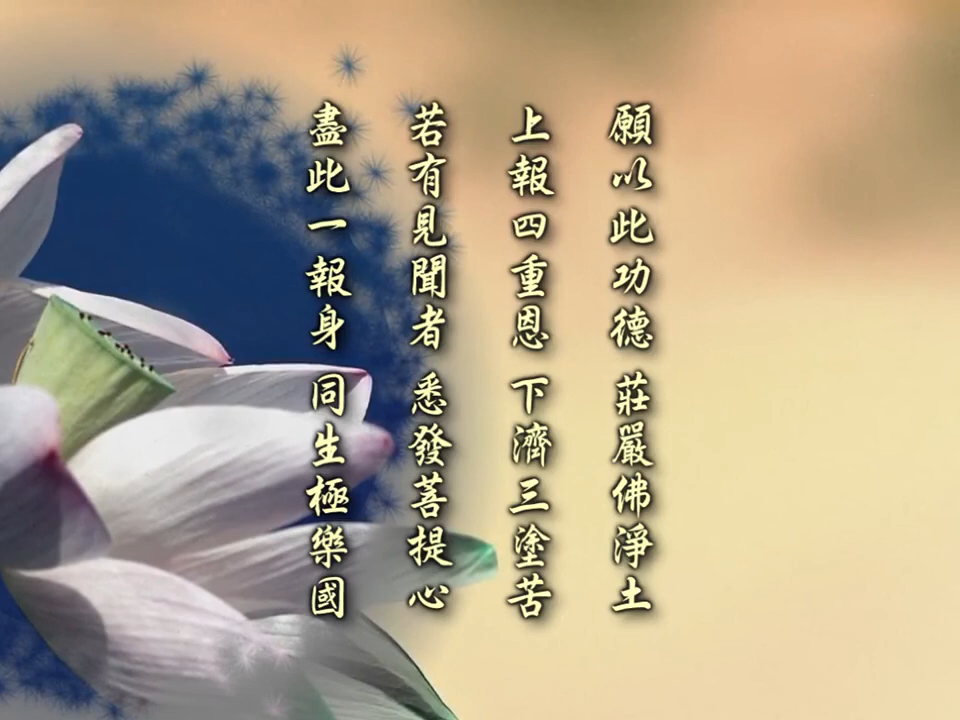 願以此功德 莊嚴佛淨土
上報四重恩 下濟三塗苦
若有見聞者 悉發菩提心
盡此一報身 同生極樂國